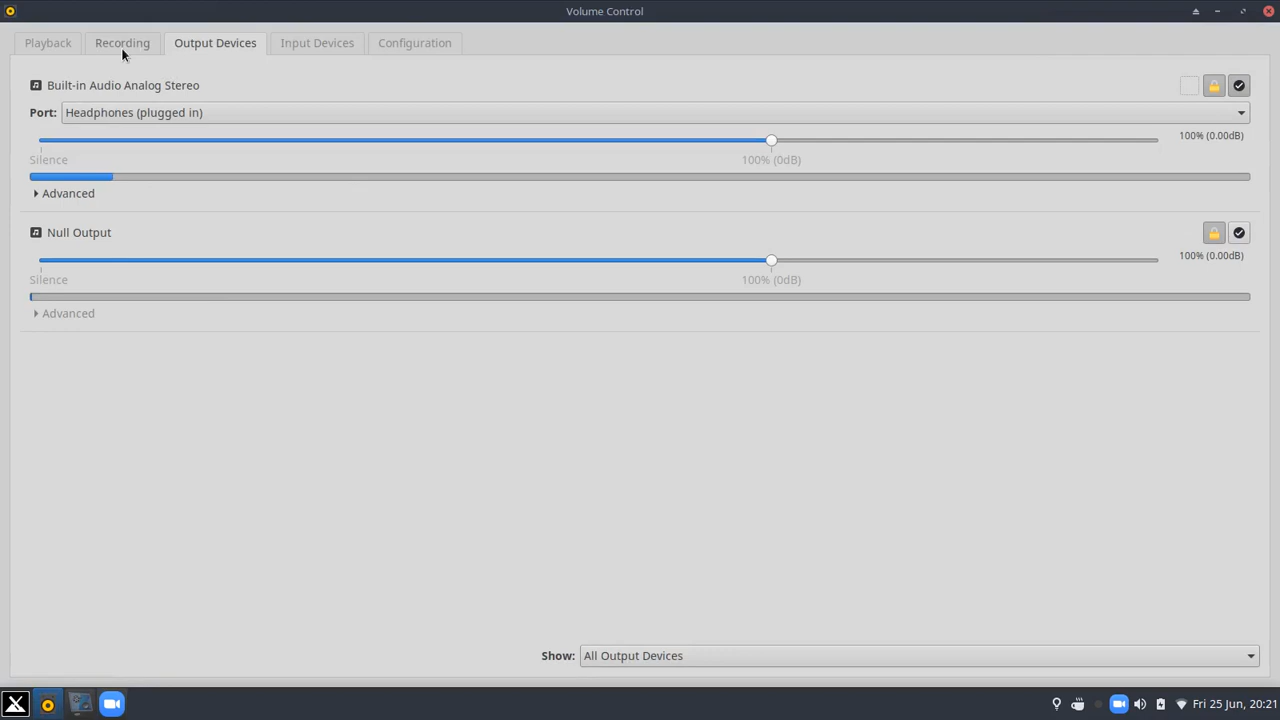 Volume Control
Playback Recording Output Devices Input Devices Configuration
Built-in Audio Analog Stereo
Port: Headphones (plugged in)
100% (0.00dB)
Silence 100% (0dB)
Advanced
Null Output
100% (0.00dB)
Silence 100% (0dB)
Advanced
Show: All Output Devices
Fri 25 Jun, 20:21